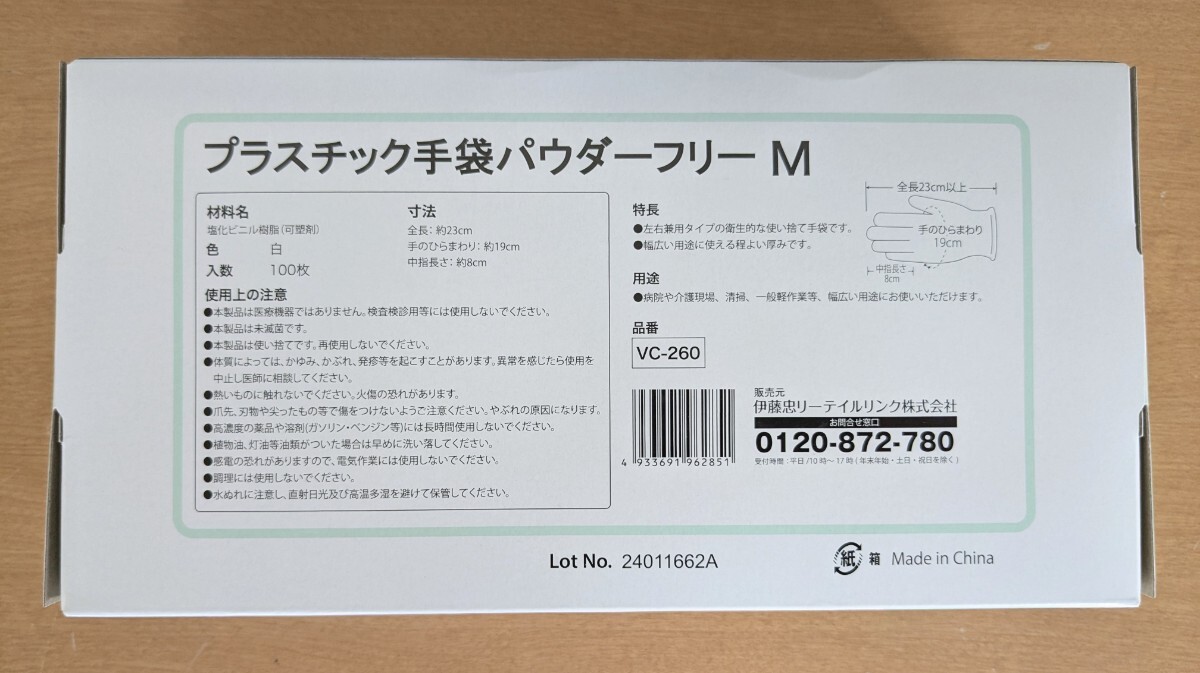 プラスチック手袋パウダーフリー M
材料名
塩化ビニル樹脂(可塑剤)
色 白
入数 100枚
寸法
全長:約23cm
手のひらまわり:約19cm
中指長さ:約8cm
使用上の注意
●本製品は医療機器ではありません。検査検診用等には使用しないでください。
●本製品は未滅菌です。
●本製品は使い捨てです。再使用しないでください。
●体質によっては、かゆみ、かぶれ、発疹等を起こすことがあります。異常を感じたら使用を
中止し医師に相談してください。
●熱いものに触れないでください。火傷の恐れがあります。
●爪先、刃物や尖ったもの等で傷をつけないようご注意ください。やぶれの原因になります。
●高濃度の薬品や溶剤(ガソリン・ベンジン等)には長時間使用しないでください。
●植物油、灯油等油類がついた場合は早めに洗い落してください。
●感電の恐れがありますので、電気作業には使用しないでください。
●調理には使用しないでください。
●水ぬれに注意し、直射日光及び高温多湿を避けて保管してください。
特長
●左右兼用タイプの衛生的な使い捨て手袋です。
●幅広い用途に使える程よい厚みです。
全長23cm以上
手のひらまわり
19cm
中指長さ
8cm
用途
●病院や介護現場、清掃、一般軽作業等、幅広い用途にお使いいただけます。
品番
VC-260
4 933691 962851
販売元
伊藤忠リーテイルリンク株式会社
お問合せ窓口
0120-872-780
受付時間:平日/10時〜17時(年末年始・土日・祝日を除く)
Lot No. 24011662A
紙 箱 Made in China